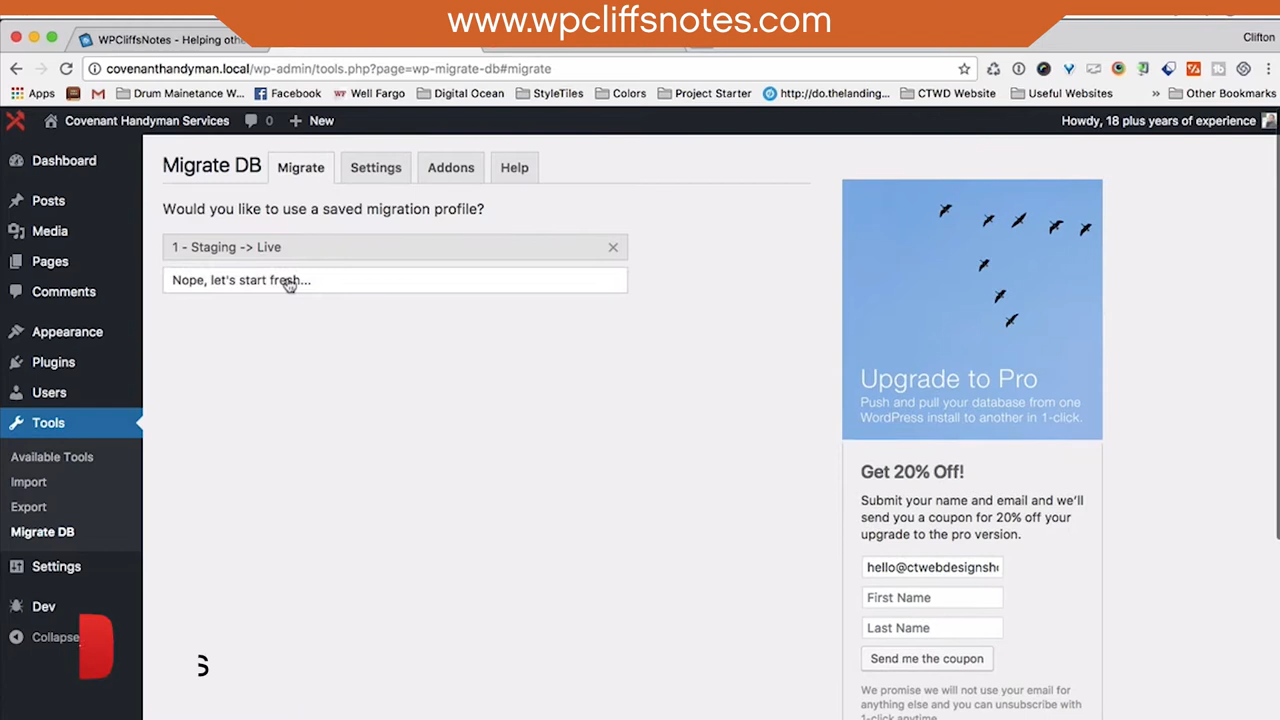 www.wpcliffsnotes.com
WPCliffsNotes - Helping othe
Clifton
covenanthandyman.local/wp-admin/tools.php?page=wp-migrate-db#migrate
Apps
Drum Mainetance W...
Facebook
Well Fargo
Digital Ocean
StyleTiles
Colors
Project Starter
http://do.thelanding...
CTWD Website
Useful Websites
»
Other Bookmarks
Covenant Handyman Services
0
New
Howdy, 18 plus years of experience
Dashboard
Posts
Media
Pages
Comments
Appearance
Plugins
Users
Tools
Available Tools
Import
Export
Migrate DB
Settings
Dev
Collapse
Migrate DB
Migrate
Settings
Addons
Help
Would you like to use a saved migration profile?
1 - Staging -> Live
Nope, let's start fresh...
Upgrade to Pro
Push and pull your database from one
WordPress install to another in 1-click.
Get 20% Off!
Submit your name and email and we'll
send you a coupon for 20% off your
upgrade to the pro version.
hello@ctwebdesignsh
First Name
Last Name
Send me the coupon
We promise we will not use your email for
anything else and you can unsubscribe with
1-click anytime.
s